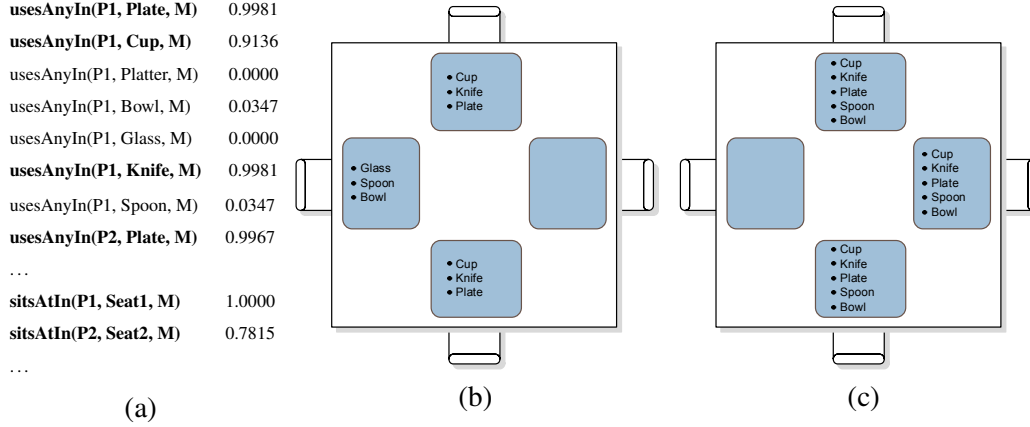 usesAnyIn(P1, Plate, M) 0.9981
usesAnyIn(P1, Cup, M) 0.9136
usesAnyIn(P1, Platter, M) 0.0000
usesAnyIn(P1, Bowl, M) 0.0347
usesAnyIn(P1, Glass, M) 0.0000
usesAnyIn(P1, Knife, M) 0.9981
usesAnyIn(P1, Spoon, M) 0.0347
usesAnyIn(P2, Plate, M) 0.9967
...
sitsAtIn(P1, Seat1, M) 1.0000
sitsAtIn(P2, Seat2, M) 0.7815
...
(a)
• Cup
• Knife
• Plate
• Glass
• Spoon
• Bowl
• Cup
• Knife
• Plate
(b)
• Cup
• Knife
• Plate
• Spoon
• Bowl
• Cup
• Knife
• Plate
• Spoon
• Bowl
• Cup
• Knife
• Plate
• Spoon
• Bowl
(c)